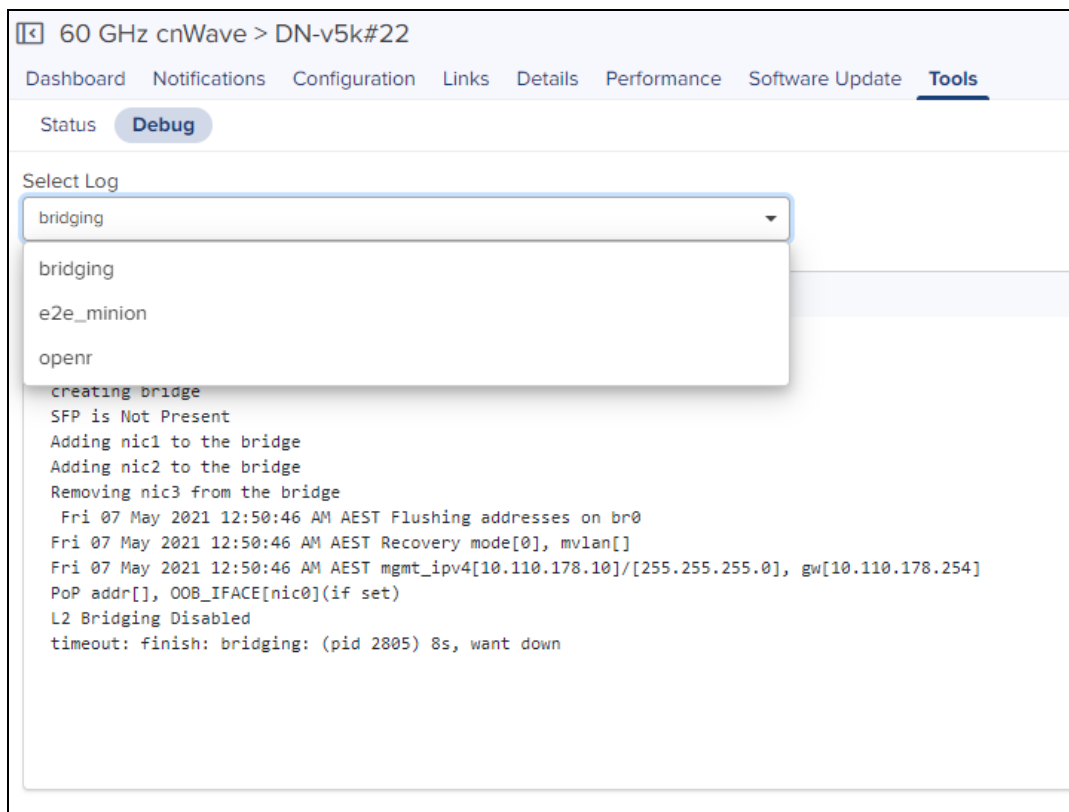 60 GHz cnWave > DN-v5k#22
Dashboard Notifications Configuration Links Details Performance Software Update Tools
Status Debug
Select Log
bridging
bridging
e2e_minion
openr
creating bridge
SFP is Not Present
Adding nic1 to the bridge
Adding nic2 to the bridge
Removing nic3 from the bridge
Fri 07 May 2021 12:50:46 AM AEST Flushing addresses on br0
Fri 07 May 2021 12:50:46 AM AEST Recovery mode[0], mvlan[]
Fri 07 May 2021 12:50:46 AM AEST mgmt_ipv4[10.110.178.10]/[255.255.255.0], gw[10.110.178.254]
PoP addr[], OOB_IFACE[nic0](if set)
L2 Bridging Disabled
timeout: finish: bridging: (pid 2805) 8s, want down